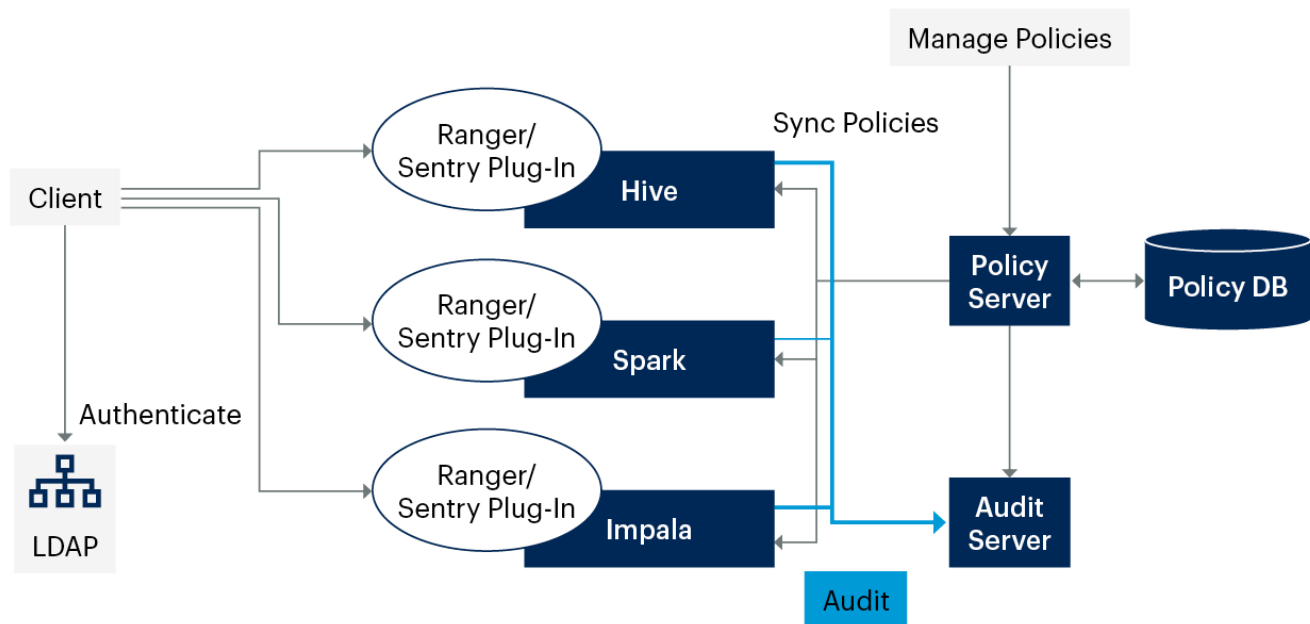 Manage Policies
Ranger/
Sentry Plug-In
Sync Policies
Client
Hive
Policy
Server
Policy DB
Ranger/
Sentry Plug-In
Spark
Authenticate
Ranger/
Sentry Plug-In
Impala
Audit
Server
LDAP
Audit